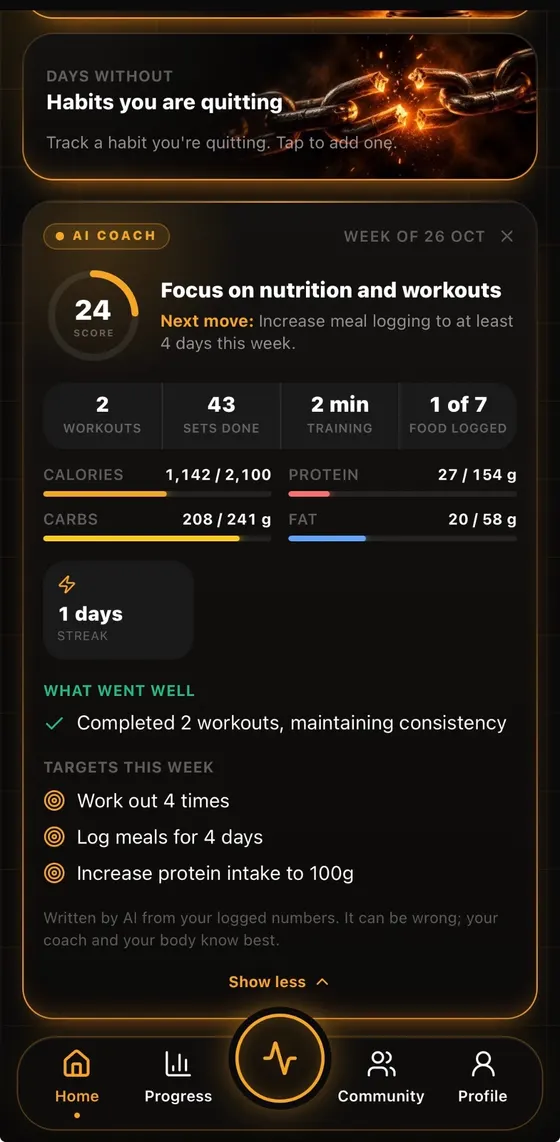 DAYS WITHOUT
Habits you are quitting
Track a habit you're quitting. Tap to add one.
AI COACH
WEEK OF 26 OCT
24
SCORE
Focus on nutrition and workouts
Next move: Increase meal logging to at least
4 days this week.
2
WORKOUTS
43
SETS DONE
2 min
TRAINING
1 of 7
FOOD LOGGED
CALORIES 1,142 / 2,100
PROTEIN 27 / 154 g
CARBS 208 / 241 g
FAT 20 / 58 g
1 days
STREAK
WHAT WENT WELL
Completed 2 workouts, maintaining consistency
TARGETS THIS WEEK
Work out 4 times
Log meals for 4 days
Increase protein intake to 100g
Written by AI from your logged numbers. It can be wrong; your
coach and your body know best.
Show less
Home
Progress
Community
Profile